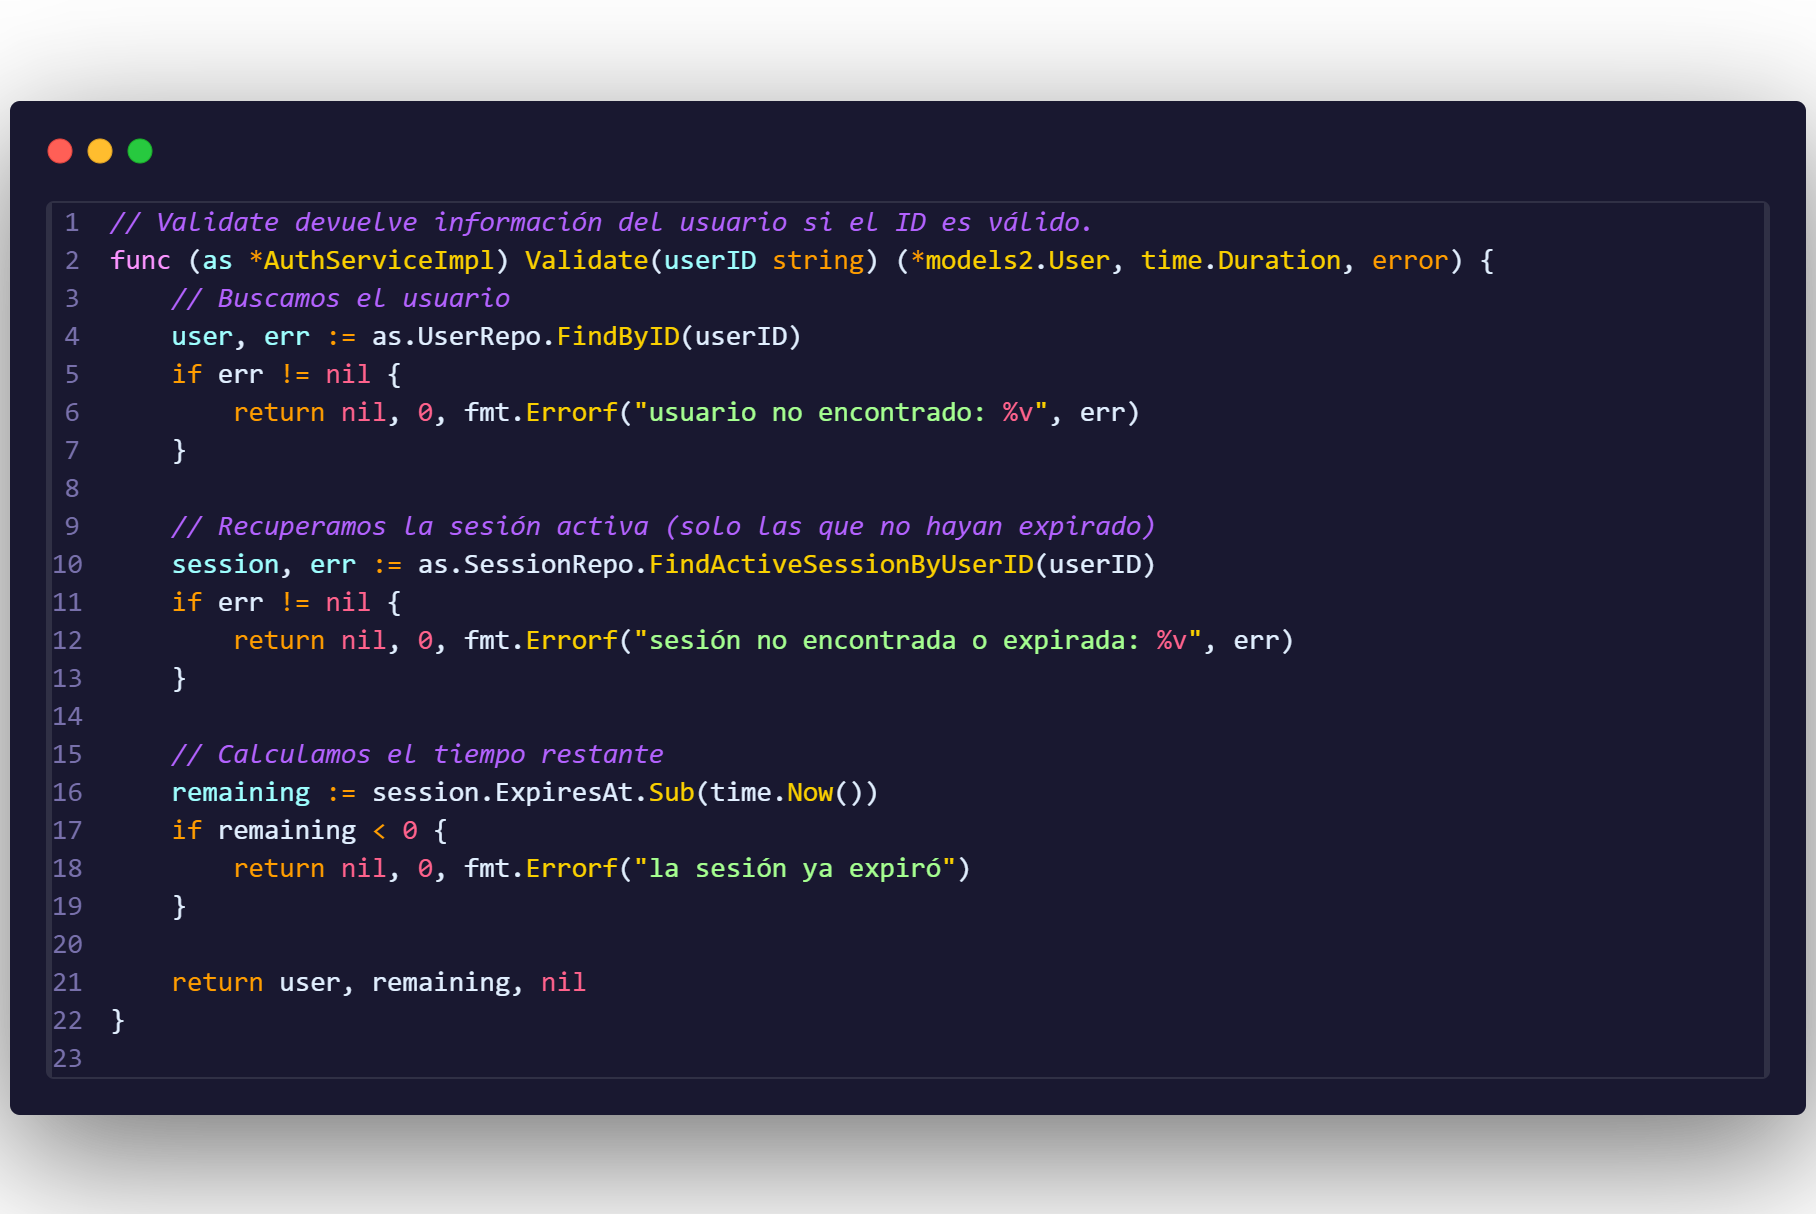 1 // Validate devuelve información del usuario si el ID es válido.
2 func (as *AuthServiceImpl) Validate(userID string) (*models2.User, time.Duration, error) {
3     // Buscamos el usuario
4     user, err := as.UserRepo.FindByID(userID)
5     if err != nil {
6         return nil, 0, fmt.Errorf("usuario no encontrado: %v", err)
7     }
8
9     // Recuperamos la sesión activa (solo las que no hayan expirado)
10     session, err := as.SessionRepo.FindActiveSessionByUserID(userID)
11     if err != nil {
12         return nil, 0, fmt.Errorf("sesión no encontrada o expirada: %v", err)
13     }
14
15     // Calculamos el tiempo restante
16     remaining := session.ExpiresAt.Sub(time.Now())
17     if remaining < 0 {
18         return nil, 0, fmt.Errorf("la sesión ya expiró")
19     }
20
21     return user, remaining, nil
22 }
23